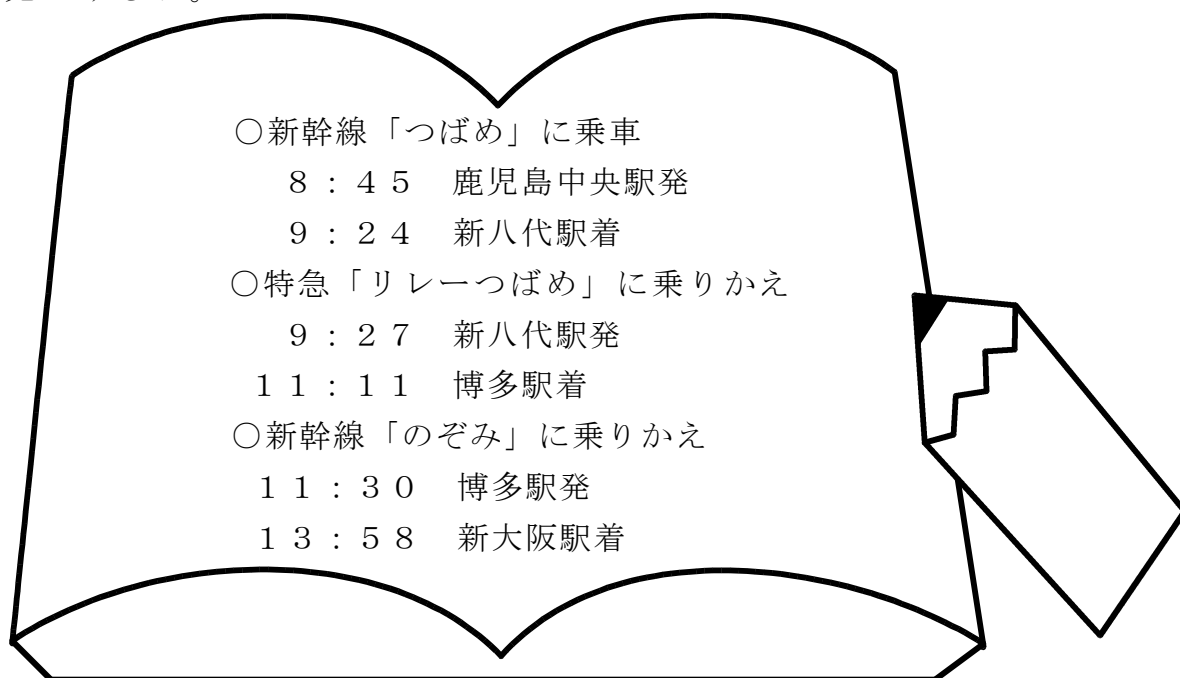 ○新幹線「つばめ」に乗車
８：４５　鹿児島中央駅発
９：２４　新八代駅着
○特急「リレーつばめ」に乗りかえ
９：２７　新八代駅発
１１：１１　博多駅着
○新幹線「のぞみ」に乗りかえ
１１：３０　博多駅発
１３：５８　新大阪駅着